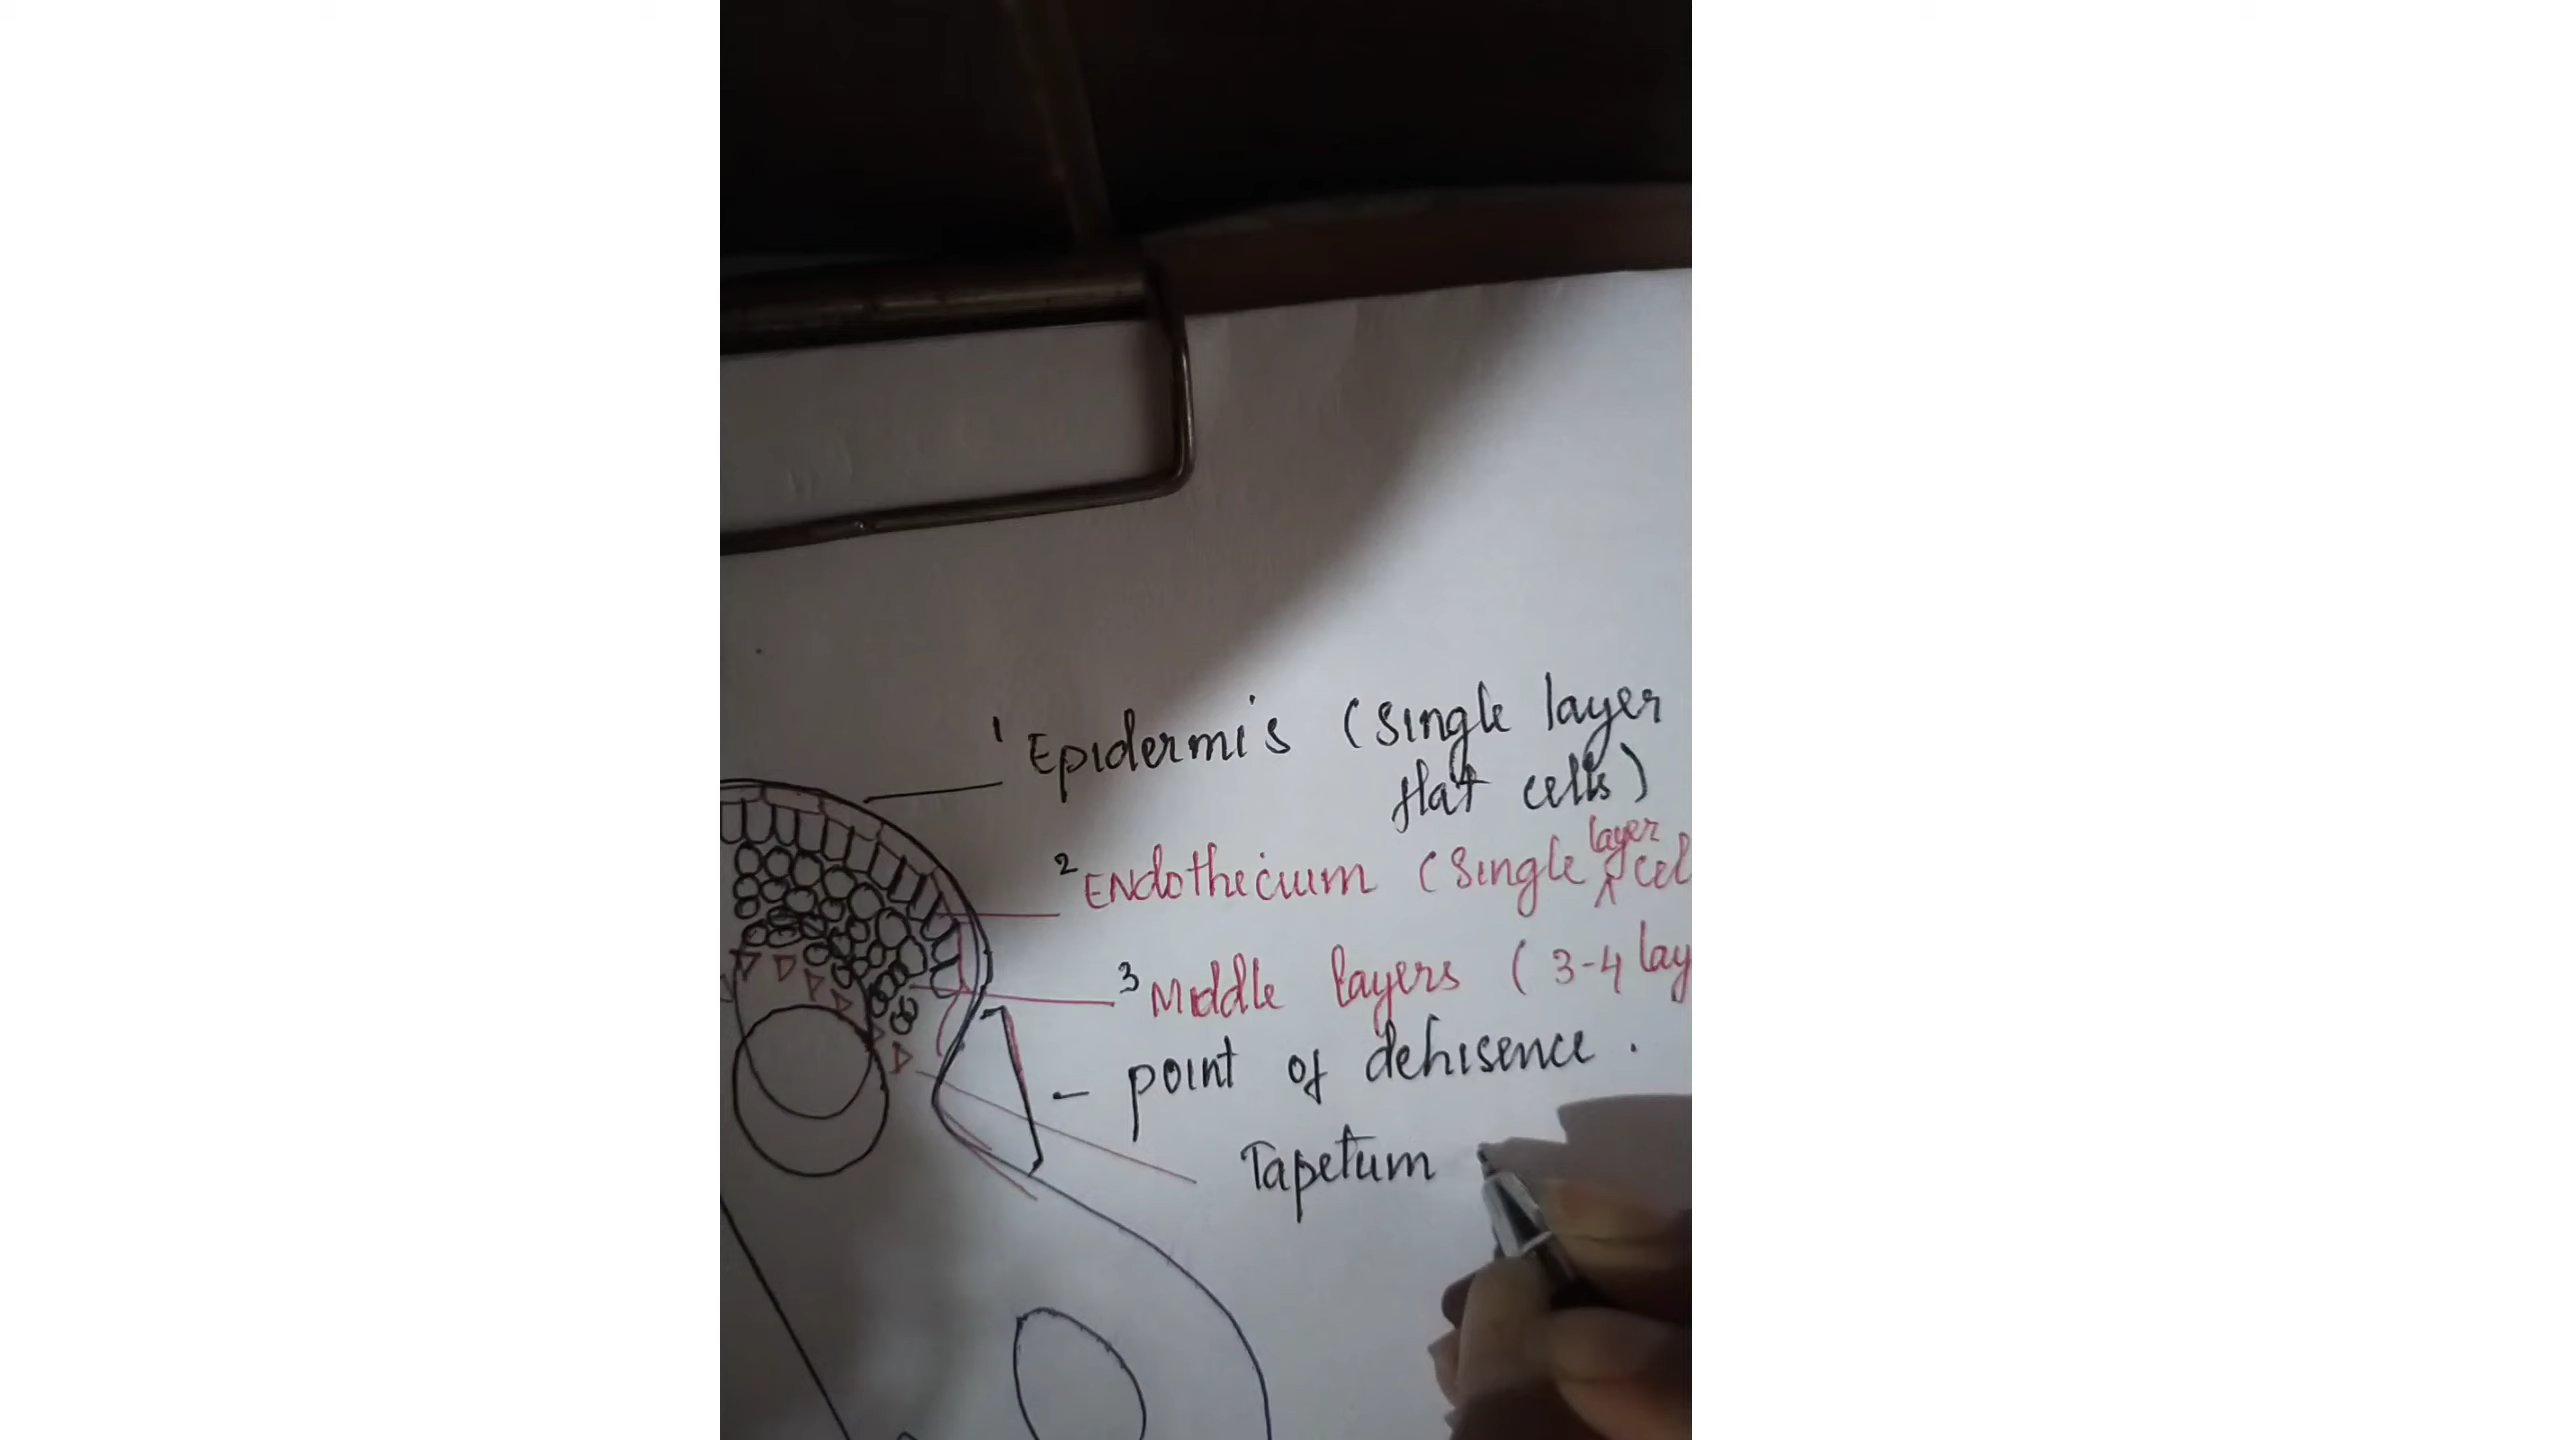 1 Epidermis (Single layer
flat cells)
layer
2 Endothecium (Single ^ cel
3 Middle layers (3-4 lay
- point of dehisence.
Tapetum